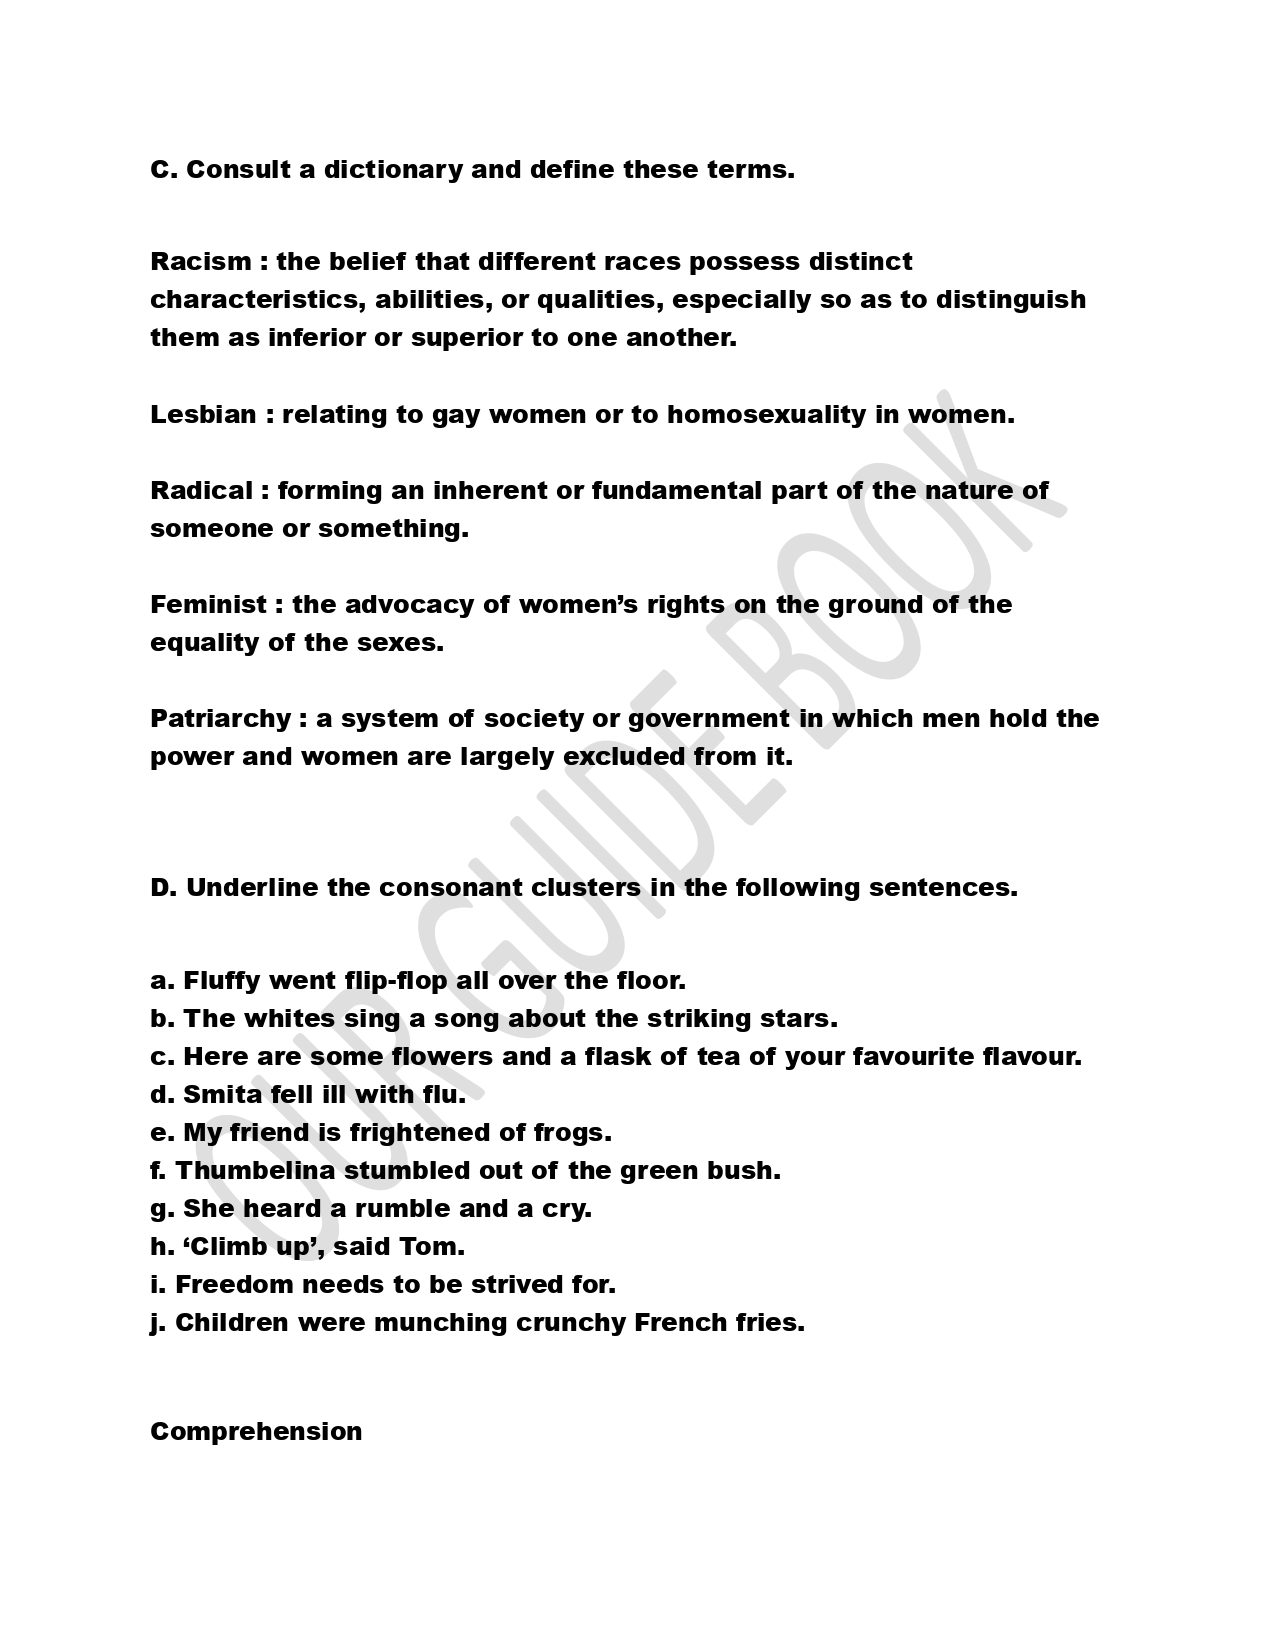 C. Consult a dictionary and define these terms.
Racism : the belief that different races possess distinct
characteristics, abilities, or qualities, especially so as to distinguish
them as inferior or superior to one another.
Lesbian : relating to gay women or to homosexuality in women.
Radical : forming an inherent or fundamental part of the nature of
someone or something.
Feminist : the advocacy of women’s rights on the ground of the
equality of the sexes.
Patriarchy : a system of society or government in which men hold the
power and women are largely excluded from it.
D. Underline the consonant clusters in the following sentences.
a. Fluffy went flip-flop all over the floor.
b. The whites sing a song about the striking stars.
c. Here are some flowers and a flask of tea of your favourite flavour.
d. Smita fell ill with flu.
e. My friend is frightened of frogs.
f. Thumbelina stumbled out of the green bush.
g. She heard a rumble and a cry.
h. ‘Climb up’, said Tom.
i. Freedom needs to be strived for.
j. Children were munching crunchy French fries.
Comprehension
OUR GUIDE BOOK